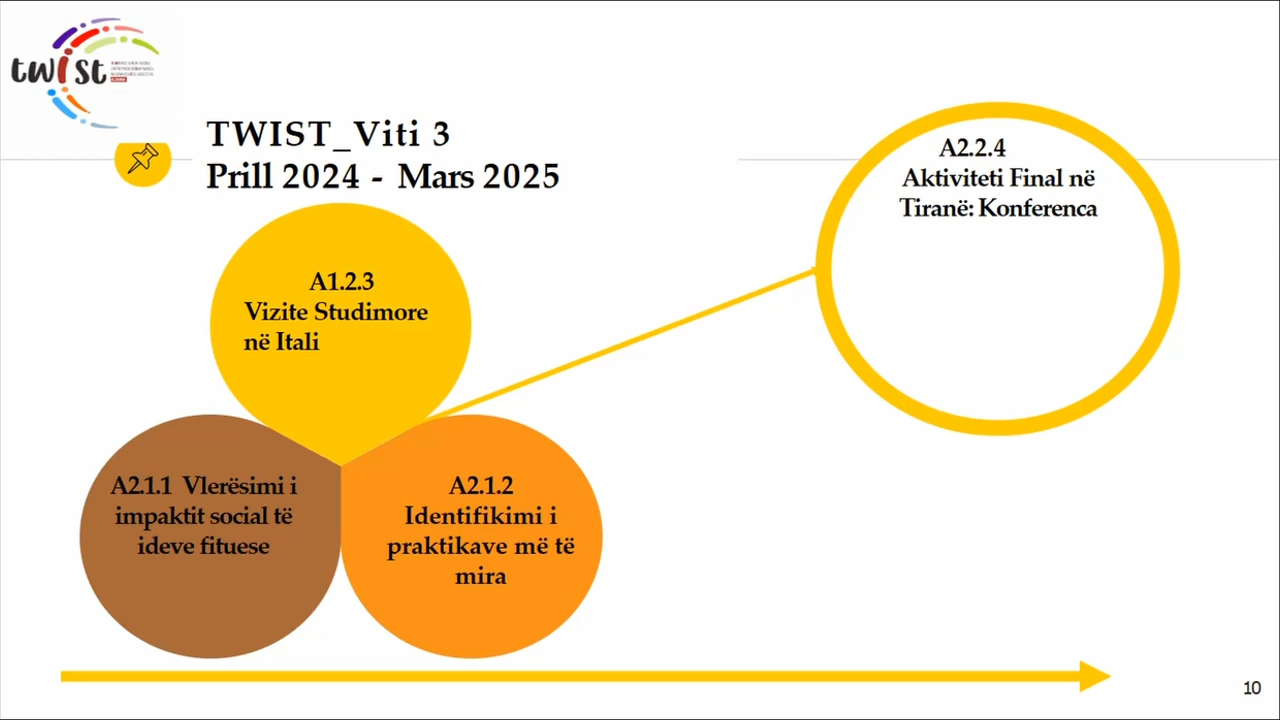 twist
TWIST_Viti 3
Prill 2024 - Mars 2025
A2.2.4
Aktiviteti Final në
Tiranë: Konferenca
A1.2.3
Vizite Studimore
në Itali
A2.1.1 Vlerësimi i
impaktit social të
ideve fituese
A2.1.2
Identifikimi i
praktikave më të
mira
10